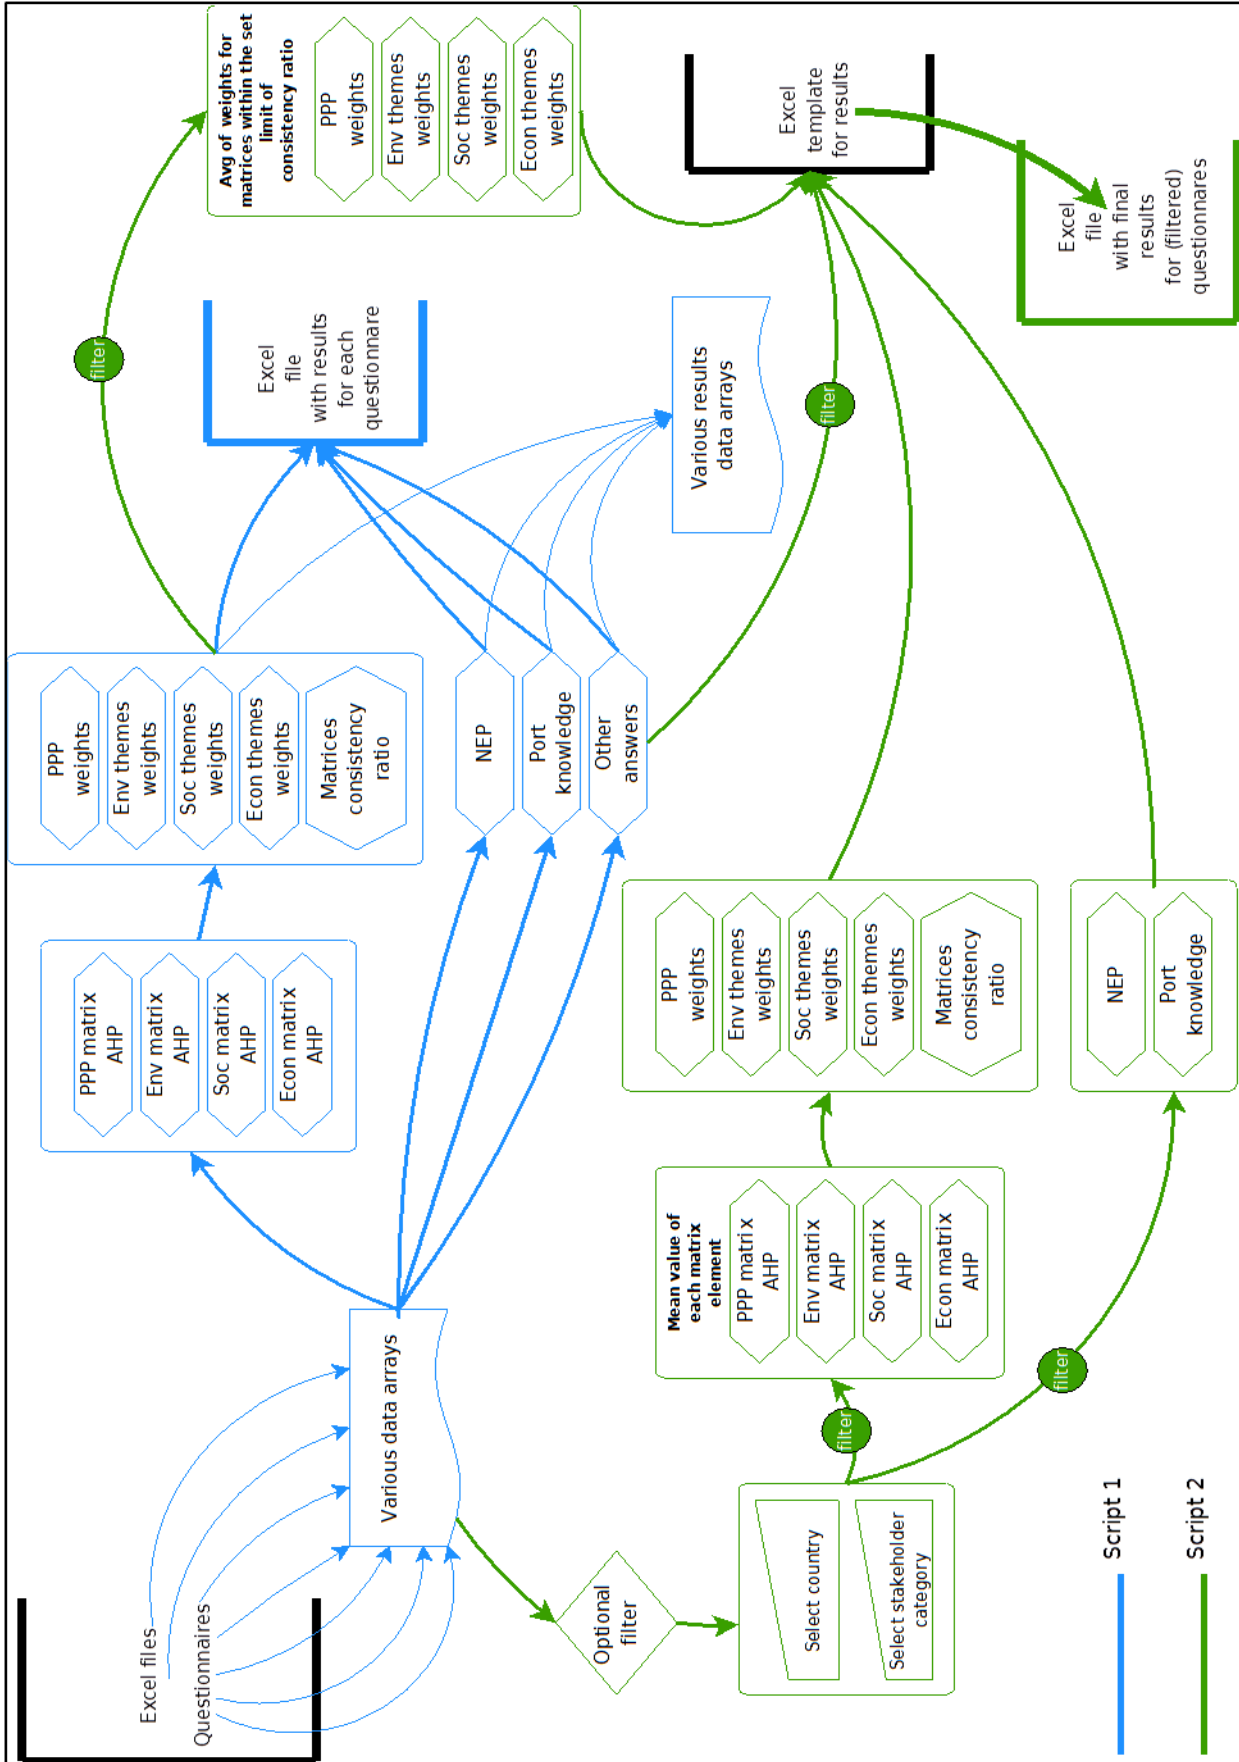 Excel files
Questionnaires
Various data arrays
PPP matrix
AHP
Env matrix
AHP
Soc matrix
AHP
Econ matrix
AHP
PPP
weights
Env themes
weights
Soc themes
weights
Econ themes
weights
Matrices
consistency
ratio
NEP
Port
knowledge
Other
answers
filter
Excel
file
with results
for each
questionnare
Various results
data arrays
Avg of weights for
matrices within the set
limit of
consistency ratio
PPP
weights
Env themes
weights
Soc themes
weights
Econ themes
weights
Optional
filter
Select country
Select stakeholder
category
filter
filter
Mean value of
each matrix
element
PPP matrix
AHP
Env matrix
AHP
Soc matrix
AHP
Econ matrix
AHP
PPP
weights
Env themes
weights
Soc themes
weights
Econ themes
weights
Matrices
consistency
ratio
NEP
Port
knowledge
filter
Excel
template
for results
Excel
file
with final
results
for (filtered)
questionnares
Script 1
Script 2